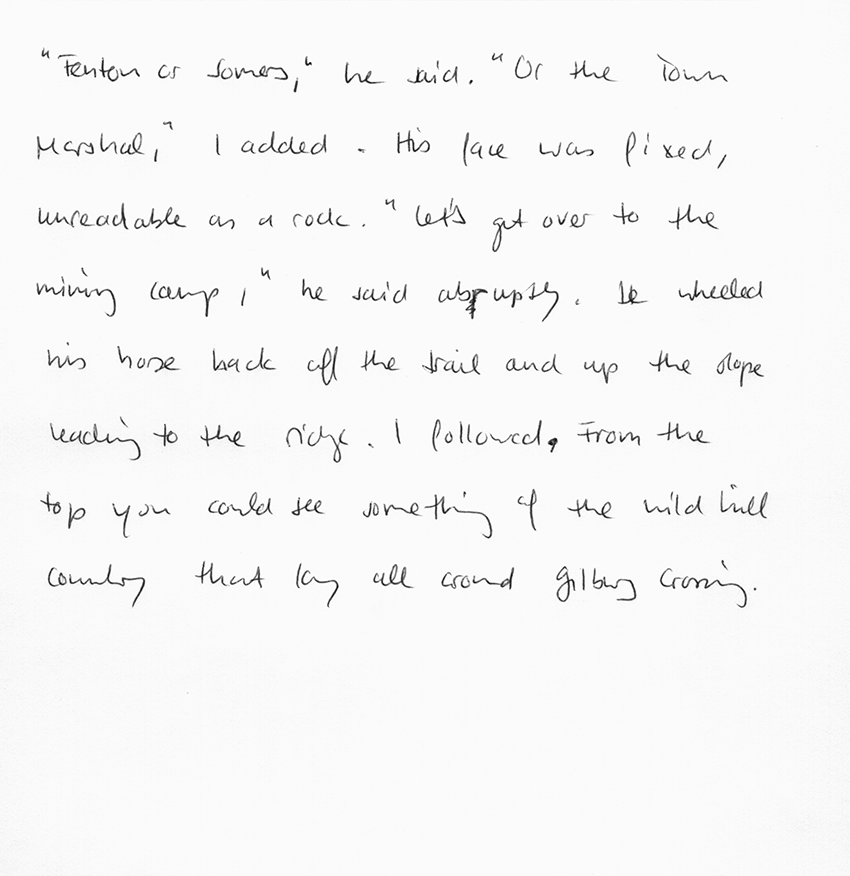 "Fenton or Somers," he said. "Or the Town
Marshal," I added. His face was fixed,
unreadable as a rock. "Let's get over to the
mining camp," he said abruptly. He wheeled
his horse back off the trail and up the slope
leading to the ridge. I followed, From the
top you could see something of the wild hill
country that lay all around Gilburg Crossing.